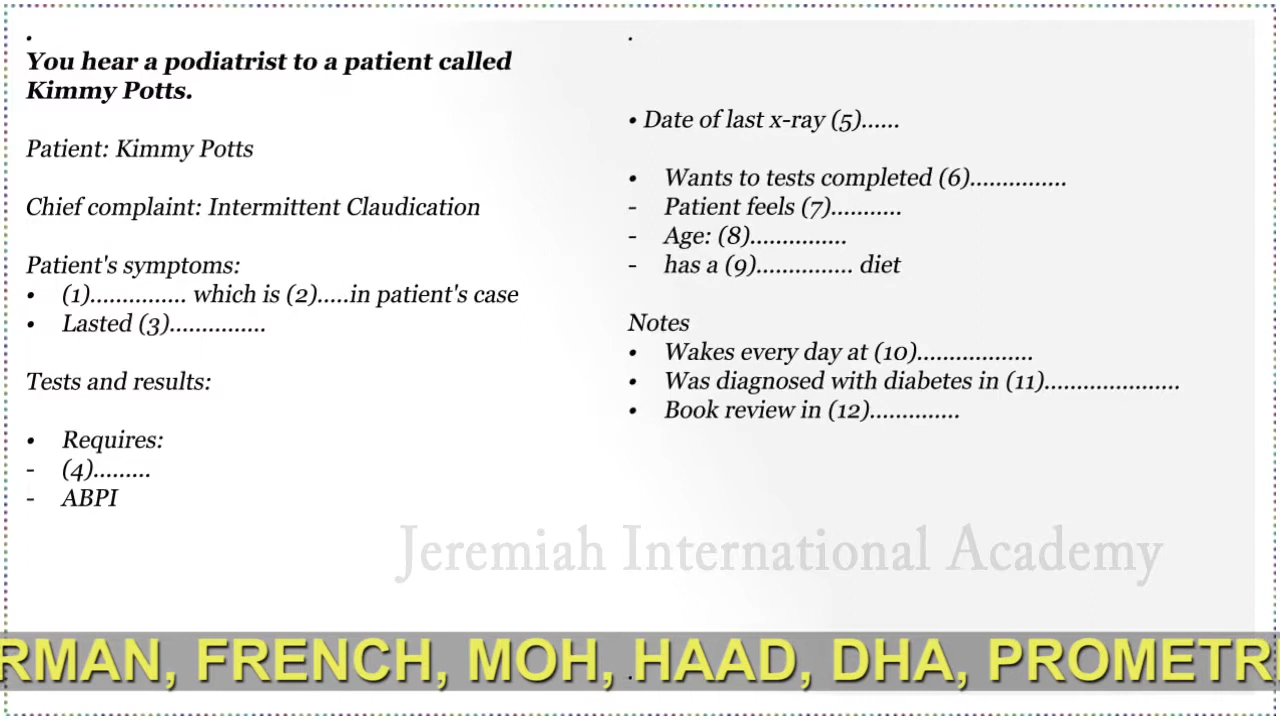 .
You hear a podiatrist to a patient called
Kimmy Potts.
Patient: Kimmy Potts
Chief complaint: Intermittent Claudication
Patient's symptoms:
• (1)............... which is (2).....in patient's case
• Lasted (3)...............
Tests and results:
• Requires:
- (4).........
- ABPI
.
• Date of last x-ray (5)......
• Wants to tests completed (6)...............
- Patient feels (7)...........
- Age: (8)...............
- has a (9)............... diet
Notes
• Wakes every day at (10)..................
• Was diagnosed with diabetes in (11).....................
• Book review in (12)..............
Jeremiah International Academy
RMAN, FRENCH, MOH, HAAD, DHA, PROMETRI
.